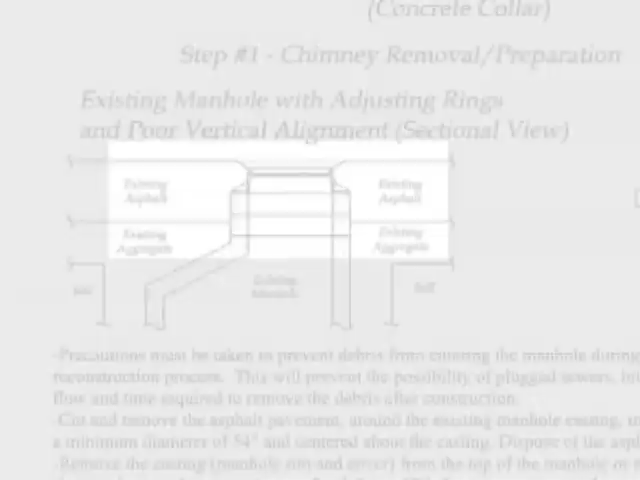 (Concrete Collar)
Step #1 - Chimney Removal/Preparation
Existing Manhole with Adjusting Rings
and Poor Vertical Alignment (Sectional View)
Existing
Asphalt
Existing
Asphalt
Existing
Aggregate
Existing
Aggregate
Soil
Existing
Manhole
Soil
-Precautions must be taken to prevent debris from entering the manhole during
reconstruction process. This will prevent the possibility of plugged sewers,
flow and time required to remove the debris after construction.
-Cut and remove the asphalt pavement, around the existing manhole casting,
a minimum diameter of 54" and centered about the casting. Dispose of the
-Remove the casting (manhole rim and cover) from the top of the manhole